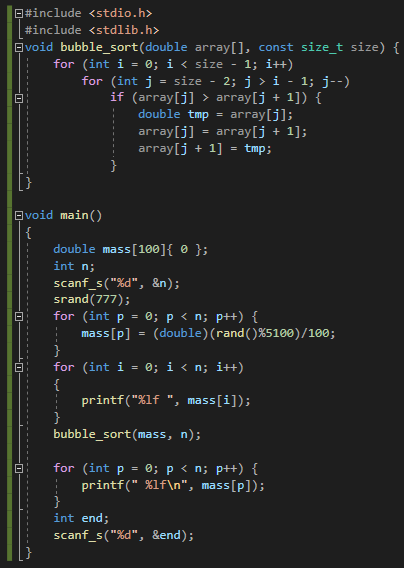 #include <stdio.h>
#include <stdlib.h>
void bubble_sort(double array[], const size_t size) {
    for (int i = 0; i < size - 1; i++)
        for (int j = size - 2; j > i - 1; j--)
            if (array[j] > array[j + 1]) {
                double tmp = array[j];
                array[j] = array[j + 1];
                array[j + 1] = tmp;
            }
}

void main()
{
    double mass[100]{ 0 };
    int n;
    scanf_s("%d", &n);
    srand(777);
    for (int p = 0; p < n; p++) {
        mass[p] = (double)(rand()%5100)/100;
    }
    for (int i = 0; i < n; i++)
    {
        printf("%lf ", mass[i]);
    }
    bubble_sort(mass, n);

    for (int p = 0; p < n; p++) {
        printf(" %lf\n", mass[p]);
    }
    int end;
    scanf_s("%d", &end);
}